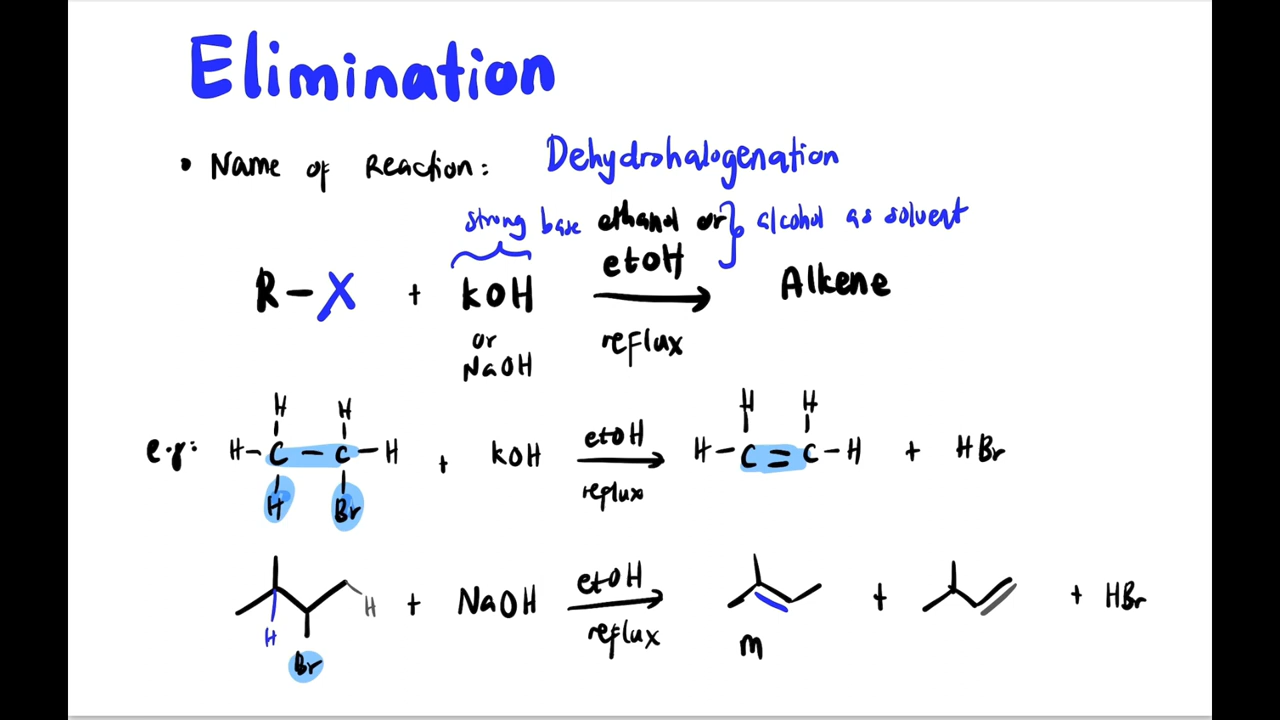 Elimination
• Name of Reaction: Dehydrohalogenation
strong base ethanol or } alcohol as solvent
etOH
R-X + KOH → Alkene
or reflux
NaOH
H H H H
e.g: H-C-C-H + KOH etOH → H-C=C-H + HBr
H Br reflux
H + NaOH etOH → + + HBr
H reflux
Br m